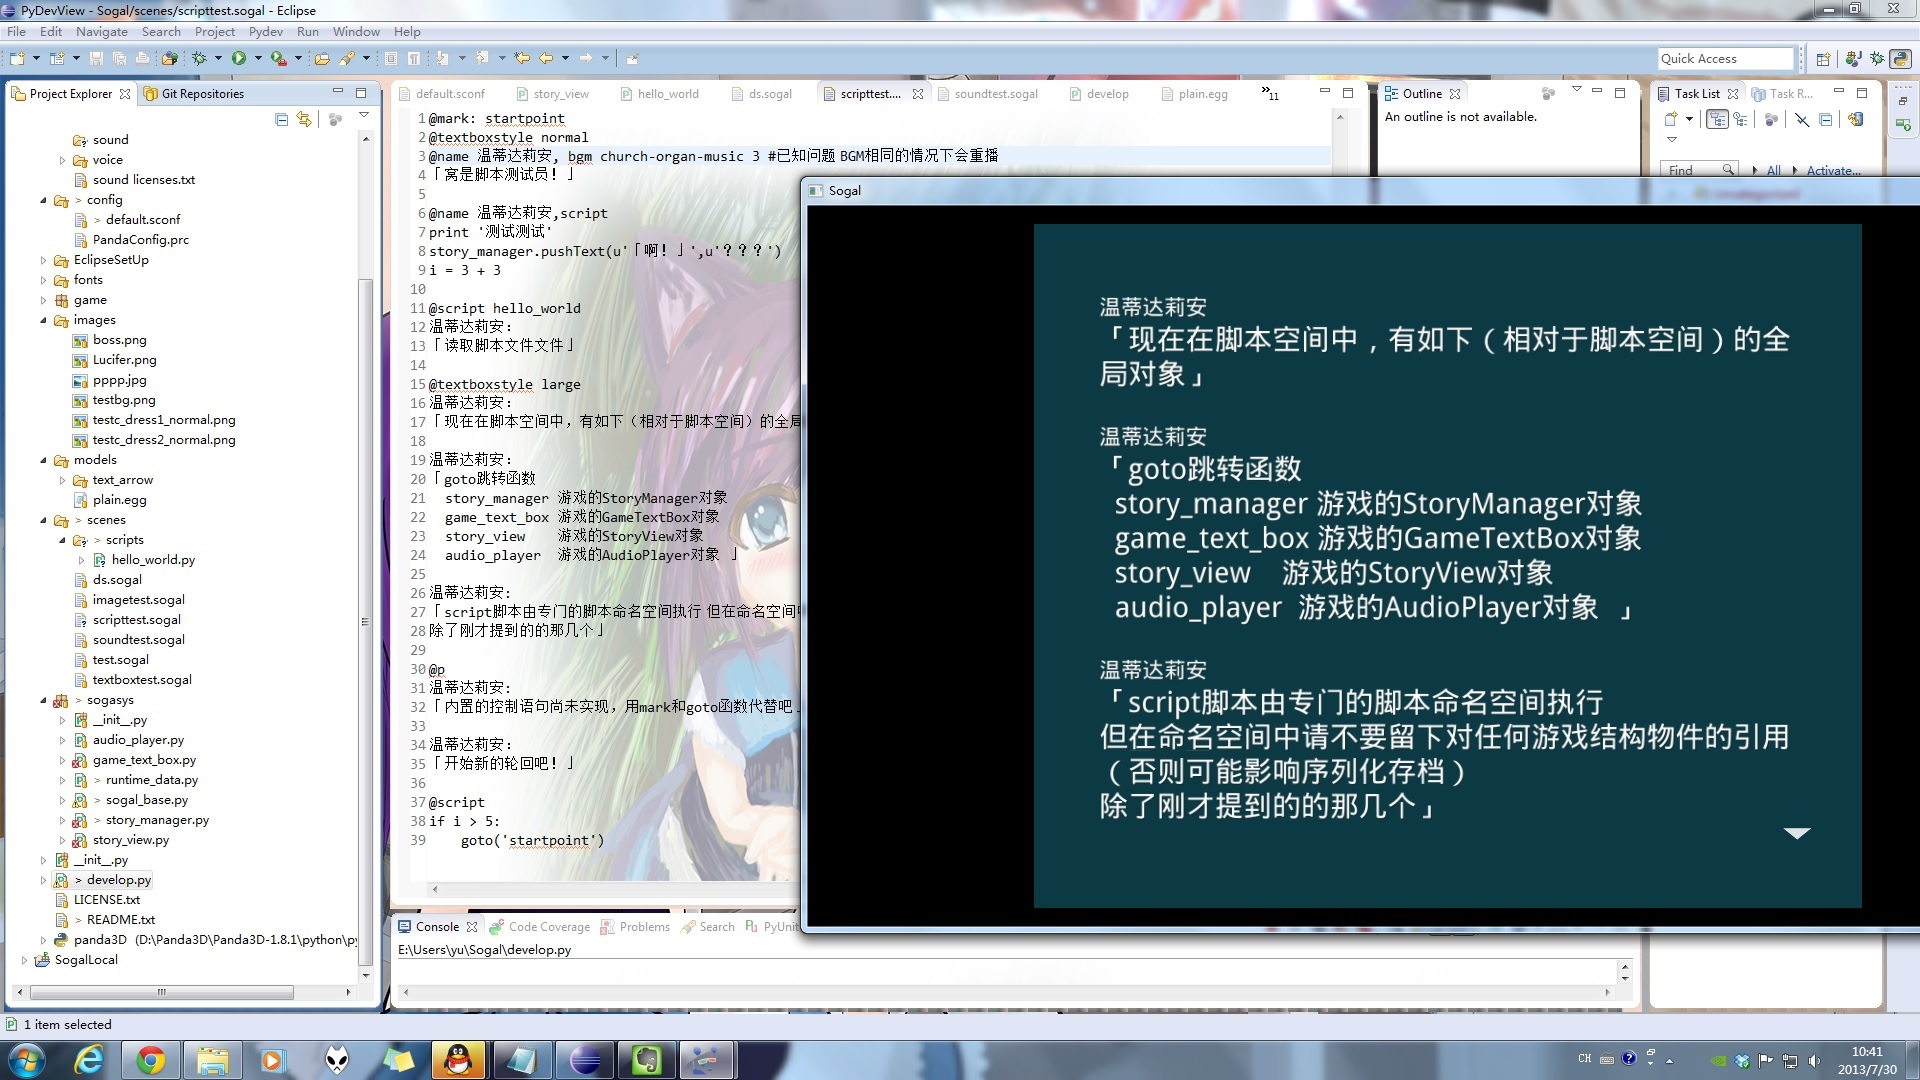 PyDevView - Sogal/scenes/scripttest.sogal - Eclipse
File Edit Navigate Search Project Pydev Run Window Help
Quick Access
Project Explorer
Git Repositories
sound
voice
sound licenses.txt
> config
> default.sconf
PandaConfig.prc
EclipseSetUp
fonts
game
images
boss.png
Lucifer.png
pppp.jpg
testbg.png
testc_dress1_normal.png
testc_dress2_normal.png
models
text_arrow
plain.egg
> scenes
> scripts
> hello_world.py
ds.sogal
imagetest.sogal
scripttest.sogal
soundtest.sogal
test.sogal
textboxtest.sogal
> sogasys
__init__.py
audio_player.py
game_text_box.py
> runtime_data.py
> sogal_base.py
> story_manager.py
story_view.py
__init__.py
> develop.py
LICENSE.txt
> README.txt
panda3D (D:\Panda3D\Panda3D-1.8.1\python\py
SogalLocal
default.sconf story_view hello_world ds.sogal scripttest.... soundtest.sogal develop plain.egg »11
1 @mark: startpoint
2 @textboxstyle normal
3 @name 温蒂达莉安, bgm church-organ-music 3 #已知问题 BGM相同的情况下会重播
4 「窝是脚本测试员！」
5
6 @name 温蒂达莉安,script
7 print '测试测试'
8 story_manager.pushText(u'「啊！」',u'？？？')
9 i = 3 + 3
10
11 @script hello_world
12 温蒂达莉安：
13 「读取脚本文件文件」
14
15 @textboxstyle large
16 温蒂达莉安：
17 「现在在脚本空间中，有如下（相对于脚本空间）的全局
18
19 温蒂达莉安：
20 「goto跳转函数
21 story_manager 游戏的StoryManager对象
22 game_text_box 游戏的GameTextBox对象
23 story_view 游戏的StoryView对象
24 audio_player 游戏的AudioPlayer对象 」
25
26 温蒂达莉安：
27 「script脚本由专门的脚本命名空间执行 但在命名空间
28 除了刚才提到的的那几个」
29
30 @p
31 温蒂达莉安：
32 「内置的控制语句尚未实现，用mark和goto函数代替吧」
33
34 温蒂达莉安：
35 「开始新的轮回吧！」
36
37 @script
38 if i > 5:
39 goto('startpoint')
Outline
An outline is not available.
Task List
Task R...
Find
All
Activate...
Sogal
温蒂达莉安
「现在在脚本空间中，有如下（相对于脚本空间）的全
局对象」
温蒂达莉安
「goto跳转函数
story_manager 游戏的StoryManager对象
game_text_box 游戏的GameTextBox对象
story_view 游戏的StoryView对象
audio_player 游戏的AudioPlayer对象 」
温蒂达莉安
「script脚本由专门的脚本命名空间执行
但在命名空间中请不要留下对任何游戏结构物件的引用
（否则可能影响序列化存档）
除了刚才提到的的那几个」
Console Code Coverage Problems Search PyUnit
E:\Users\yu\Sogal\develop.py
1 item selected
CH
10:41
2013/7/30